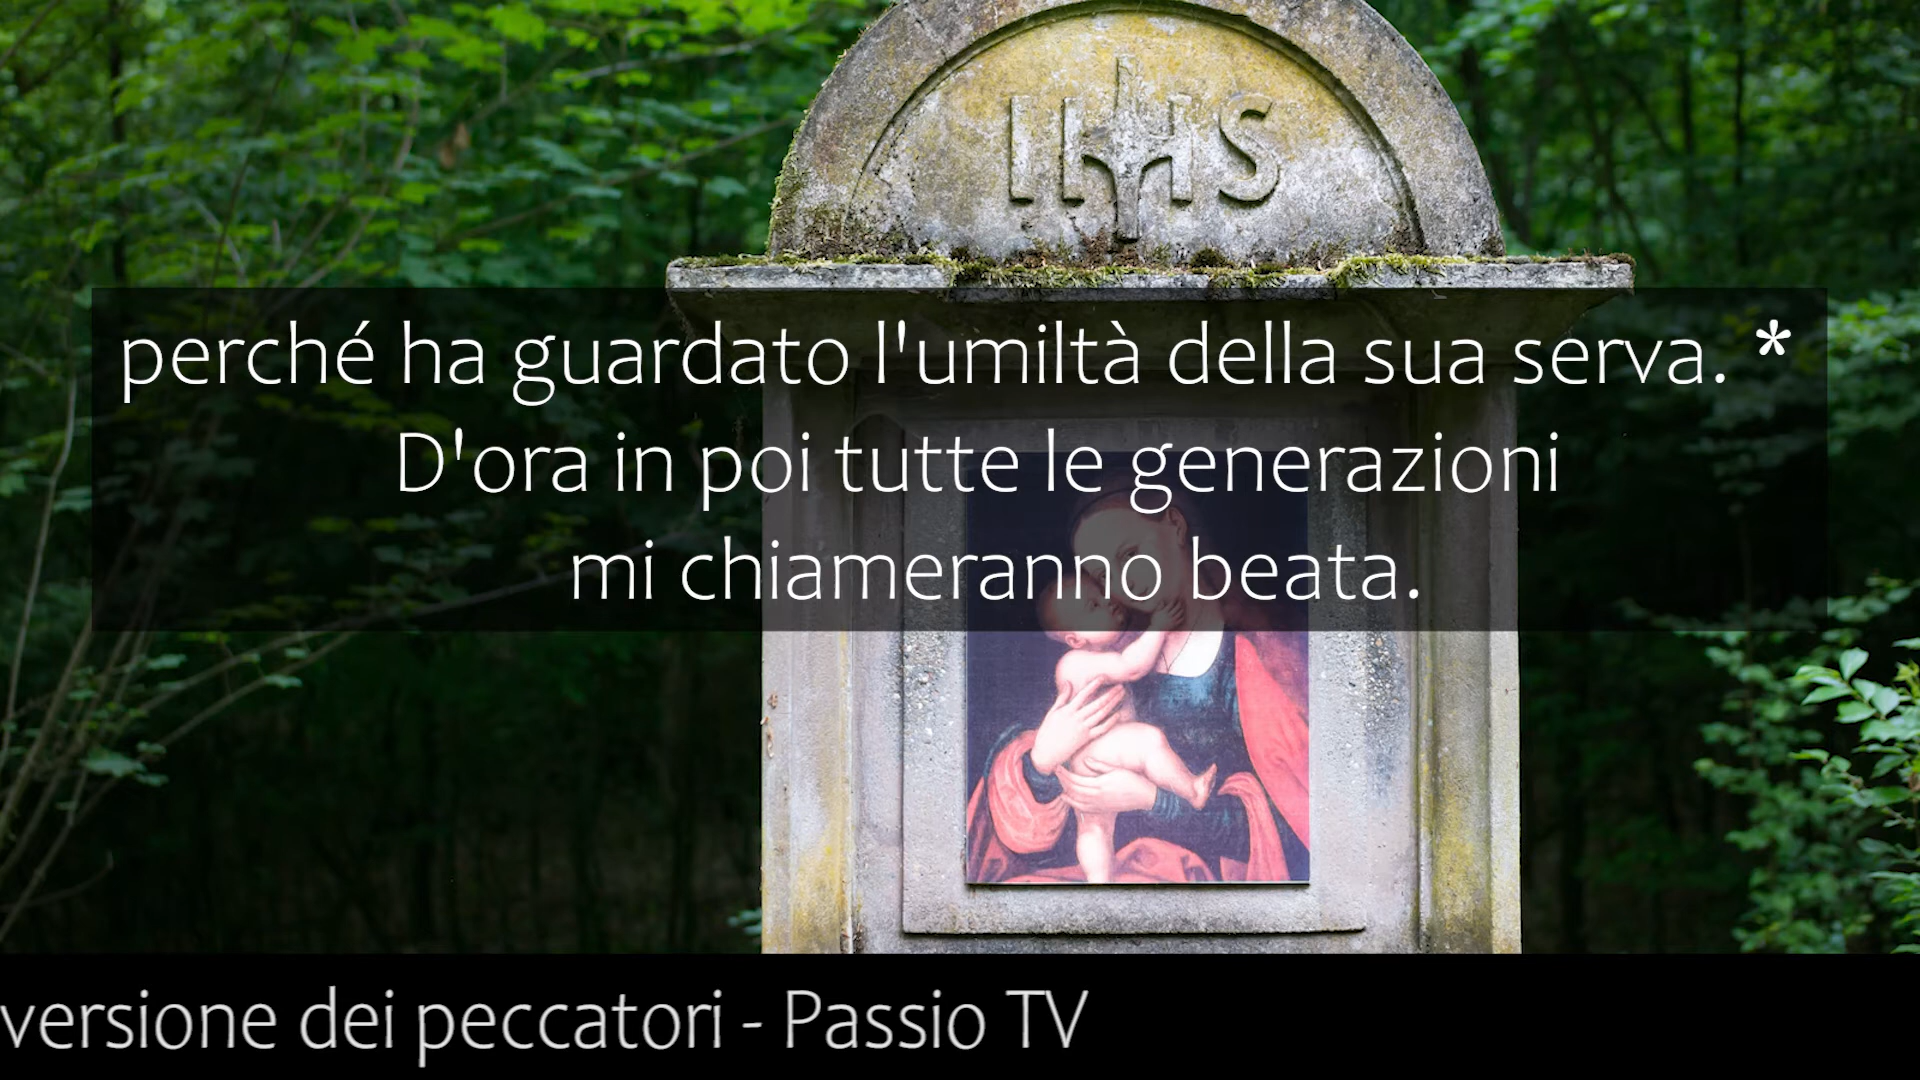 IHS
perché ha guardato l'umiltà della sua serva. *
D'ora in poi tutte le generazioni
mi chiameranno beata.
versione dei peccatori - Passio TV